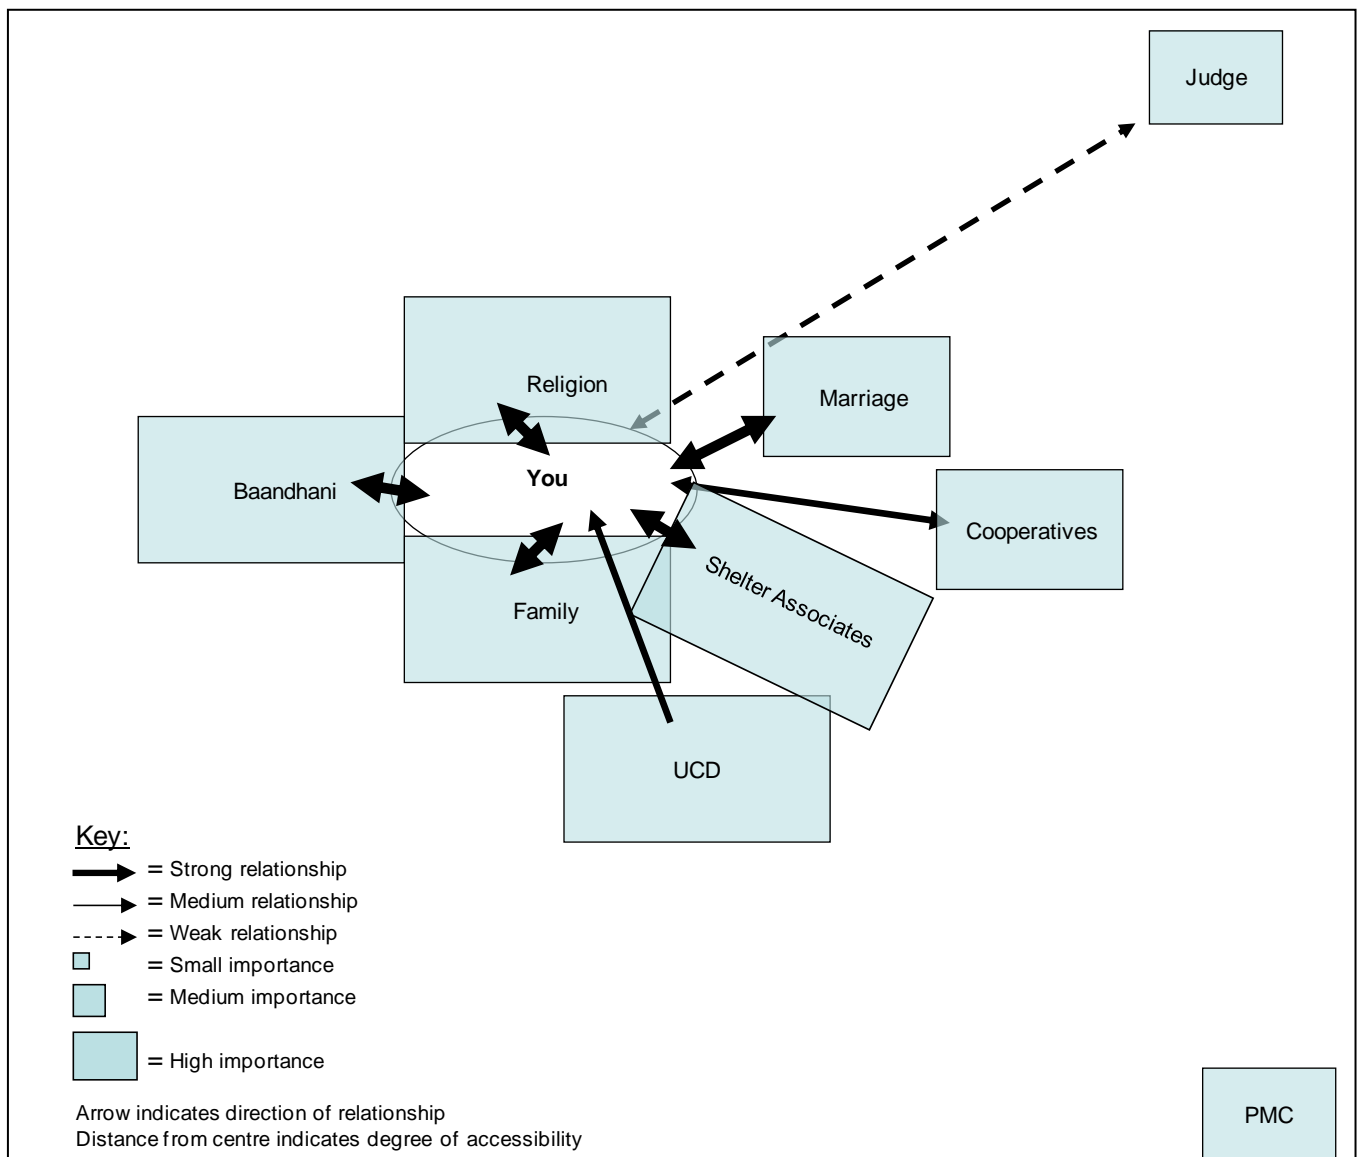 Judge
Religion
Marriage
You
Baandhani
Cooperatives
Shelter Associates
Family
UCD
Key:
= Strong relationship
= Medium relationship
= Weak relationship
= Small importance
= Medium importance
= High importance
Arrow indicates direction of relationship
Distance from centre indicates degree of accessibility
PMC